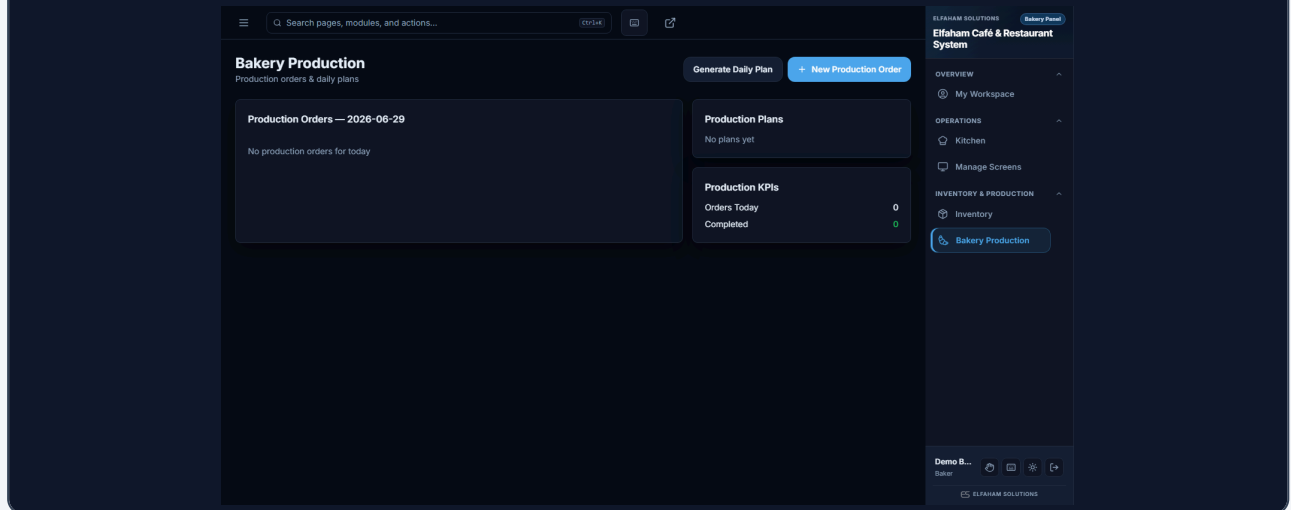 Search pages, modules, and actions...
Ctrl+K
Bakery Production
Production orders & daily plans
Generate Daily Plan
+ New Production Order
Production Orders — 2026-06-29
No production orders for today
Production Plans
No plans yet
Production KPIs
Orders Today 0
Completed 0
ELFAHAM SOLUTIONS
Bakery Panel
Elfaham Café & Restaurant
System
OVERVIEW
My Workspace
OPERATIONS
Kitchen
Manage Screens
INVENTORY & PRODUCTION
Inventory
Bakery Production
Demo B...
Baker
ELFAHAM SOLUTIONS